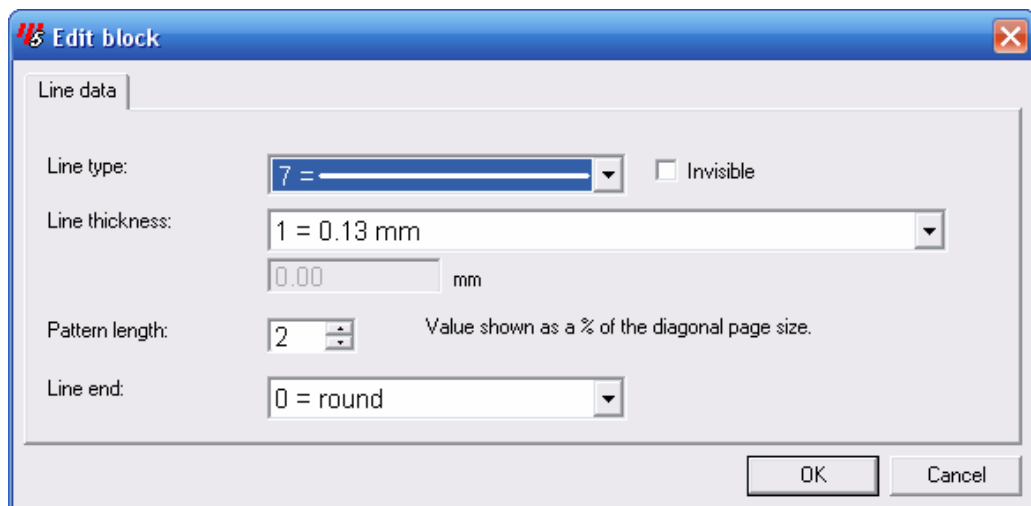 Edit block
Line data
Line type:
7 =
Invisible
Line thickness:
1 = 0.13 mm
0.00
mm
Pattern length:
2
Value shown as a % of the diagonal page size.
Line end:
0 = round
OK
Cancel